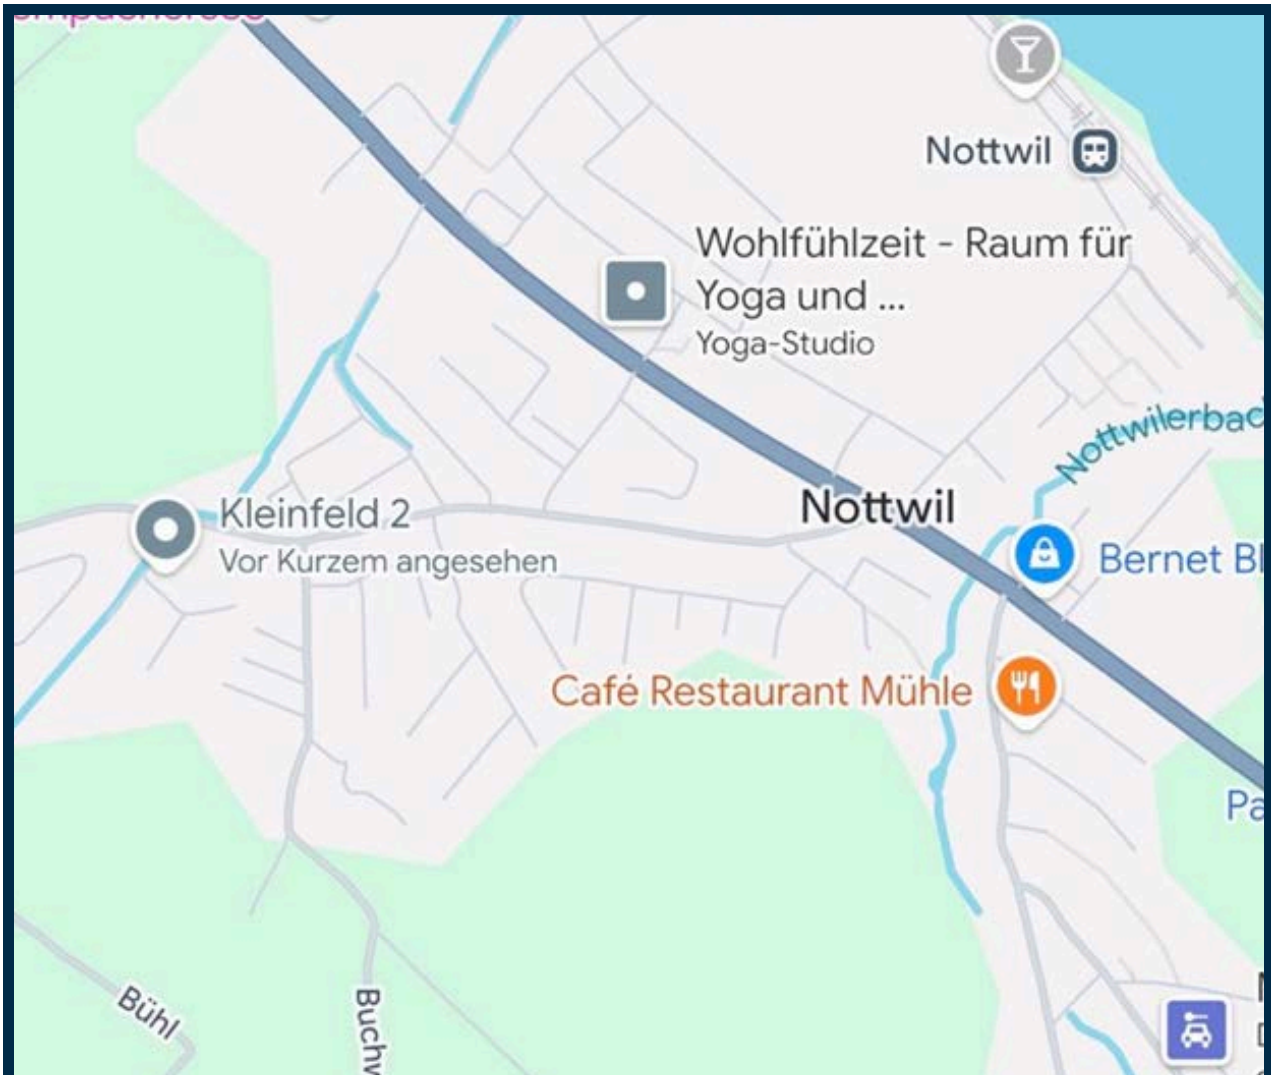 Nottwil
Wohlfühlzeit - Raum für
Yoga und ...
Yoga-Studio
Nottwilerbac
Nottwil
Kleinfeld 2
Vor Kurzem angesehen
Bernet Bl
Café Restaurant Mühle
Pa
Bühl
Buchw